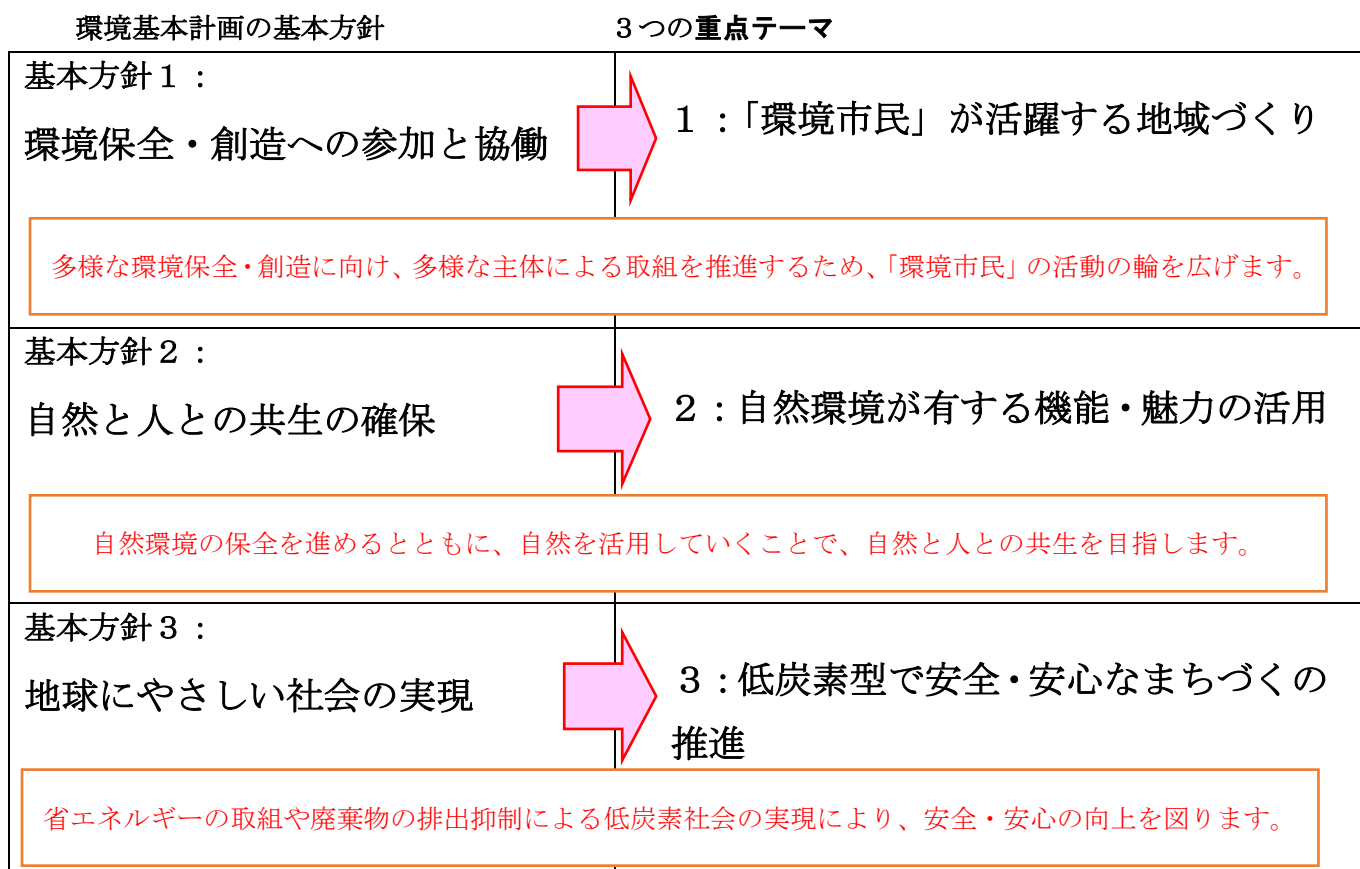 環境基本計画の基本方針
３つの重点テーマ
基本方針１：
環境保全・創造への参加と協働
１：「環境市民」が活躍する地域づくり
多様な環境保全・創造に向け、多様な主体による取組を推進するため、「環境市民」の活動の輪を広げます。
基本方針２：
自然と人との共生の確保
２：自然環境が有する機能・魅力の活用
自然環境の保全を進めるとともに、自然を活用していくことで、自然と人との共生を目指します。
基本方針３：
地球にやさしい社会の実現
３：低炭素型で安全・安心なまちづくの
推進
省エネルギーの取組や廃棄物の排出抑制による低炭素社会の実現により、安全・安心の向上を図ります。